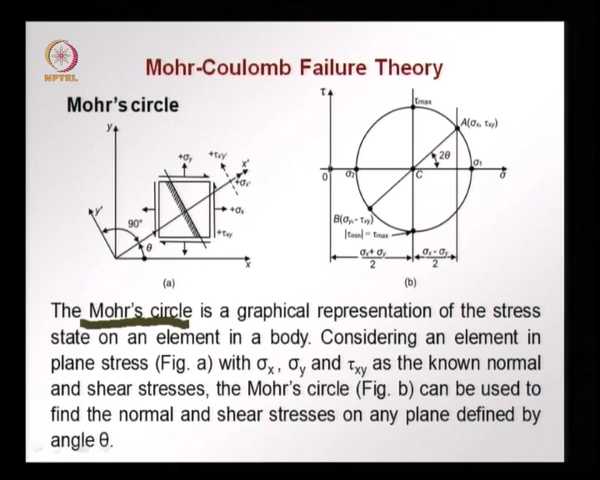 NPTEL
Mohr-Coulomb Failure Theory
Mohr's circle
y
+σy
+τxy
x'
+σx'
+σx
+τxy
y'
90°
θ
x
(a)
τ
τmax
A(σx, τxy)
2θ
σ1
0
σ2
C
σ
B(σy,- τxy)
|τmin| = τmax
σx+ σy
2
σx- σy
2
(b)
The Mohr's circle is a graphical representation of the stress
state on an element in a body. Considering an element in
plane stress (Fig. a) with σx, σy and τxy as the known normal
and shear stresses, the Mohr's circle (Fig. b) can be used to
find the normal and shear stresses on any plane defined by
angle θ.